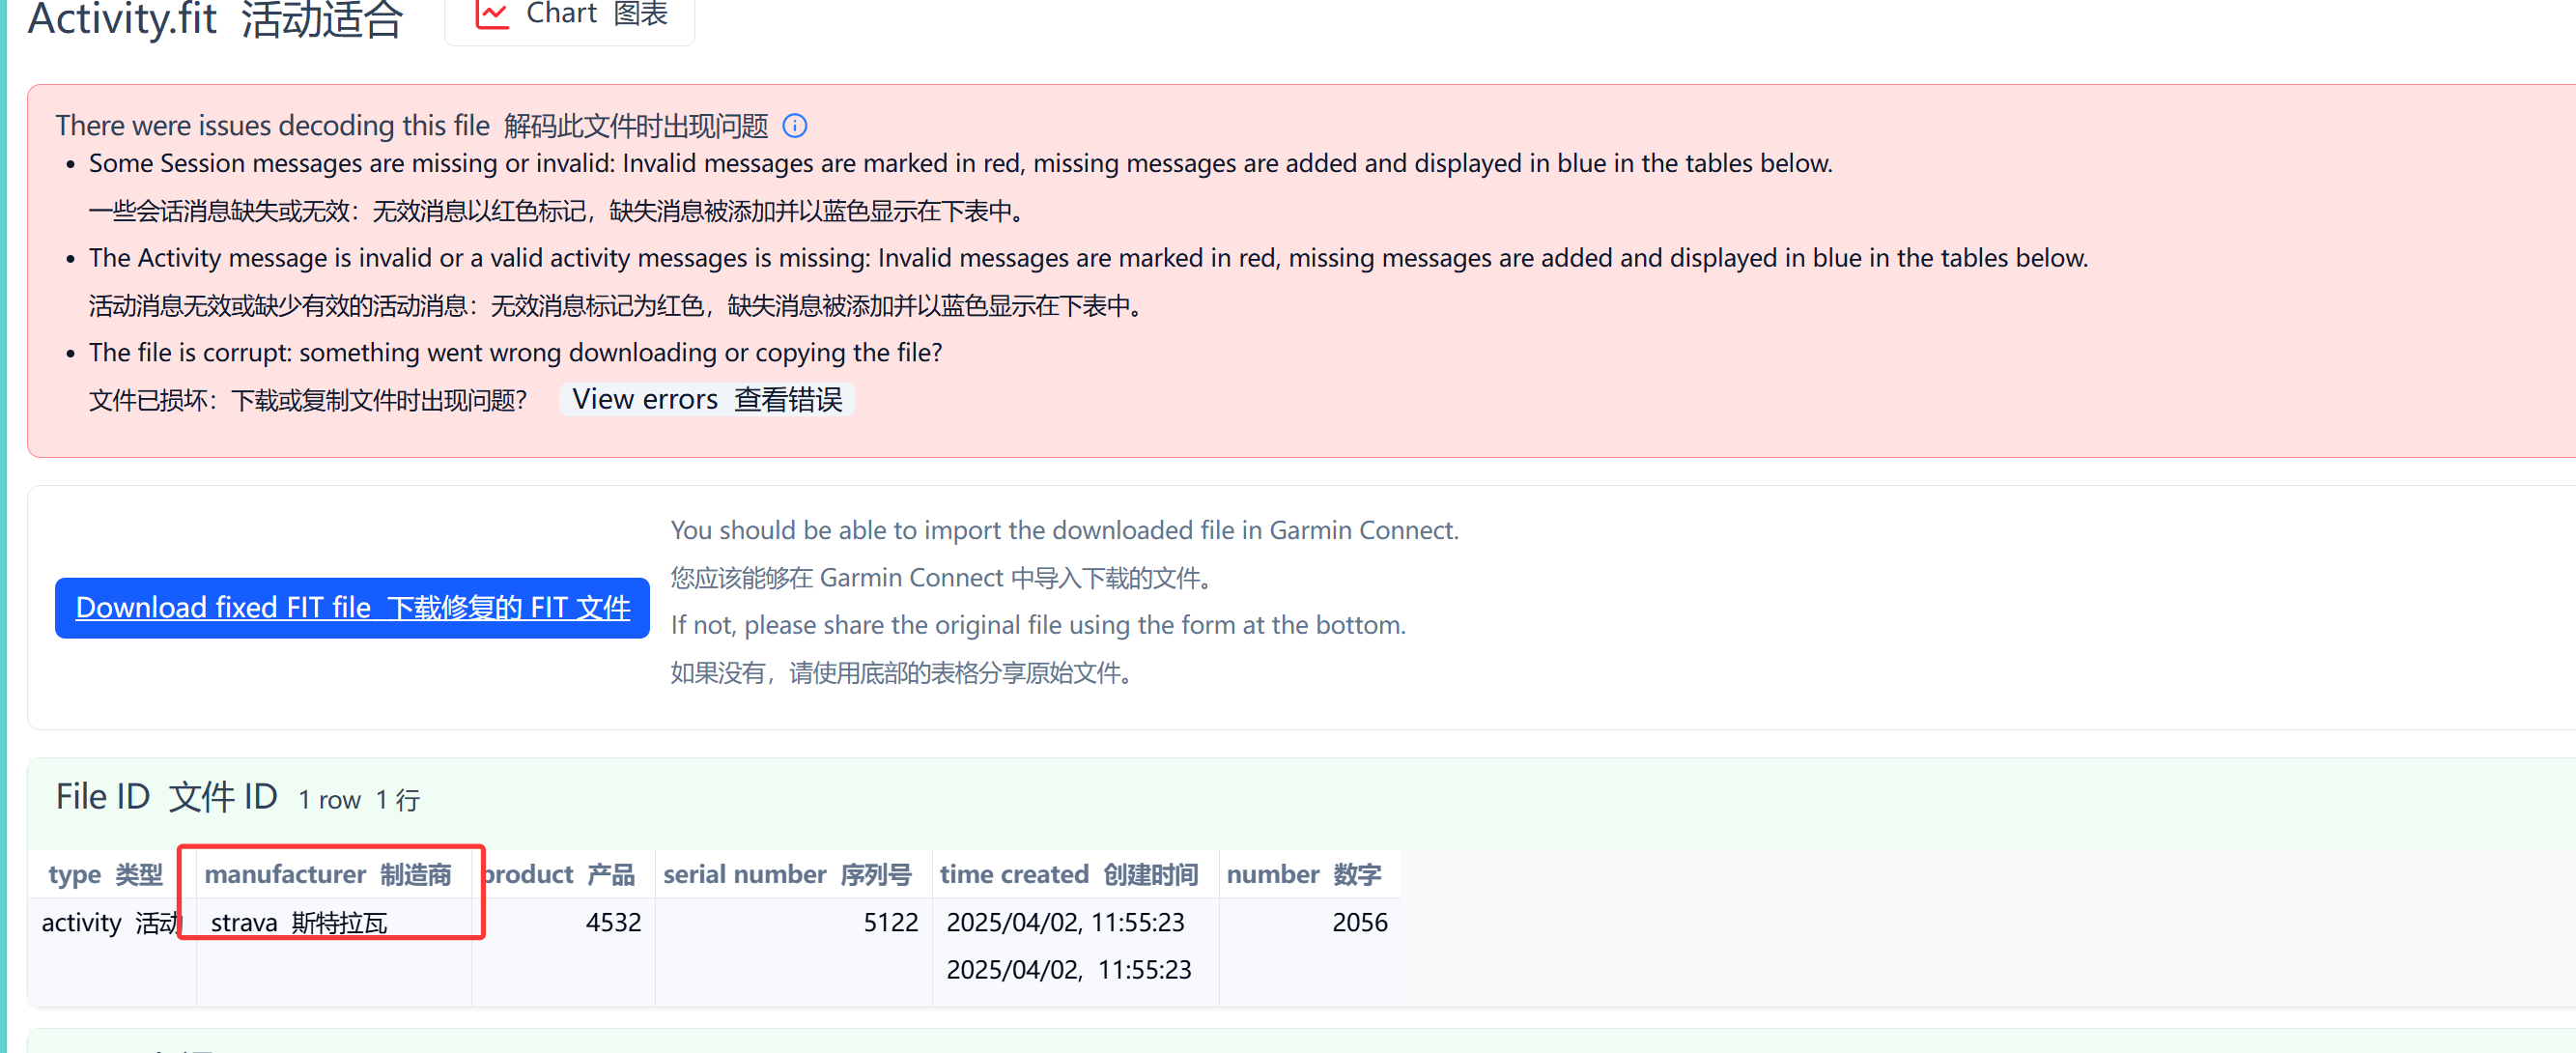 Activity.fit 活动适合
Chart 图表
There were issues decoding this file 解码此文件时出现问题
Some Session messages are missing or invalid: Invalid messages are marked in red, missing messages are added and displayed in blue in the tables below.
一些会话消息缺失或无效：无效消息以红色标记，缺失消息被添加并以蓝色显示在下表中。
The Activity message is invalid or a valid activity messages is missing: Invalid messages are marked in red, missing messages are added and displayed in blue in the tables below.
活动消息无效或缺少有效的活动消息：无效消息标记为红色，缺失消息被添加并以蓝色显示在下表中。
The file is corrupt: something went wrong downloading or copying the file?
文件已损坏：下载或复制文件时出现问题？ View errors 查看错误
You should be able to import the downloaded file in Garmin Connect.
您应该能够在 Garmin Connect 中导入下载的文件。
Download fixed FIT file 下载修复的 FIT 文件
If not, please share the original file using the form at the bottom.
如果没有，请使用底部的表格分享原始文件。
File ID 文件 ID 1 row 1 行
type 类型 manufacturer 制造商 product 产品 serial number 序列号 time created 创建时间 number 数字
activity 活动 strava 斯特拉瓦 4532 5122 2025/04/02, 11:55:23 2056
2025/04/02, 11:55:23